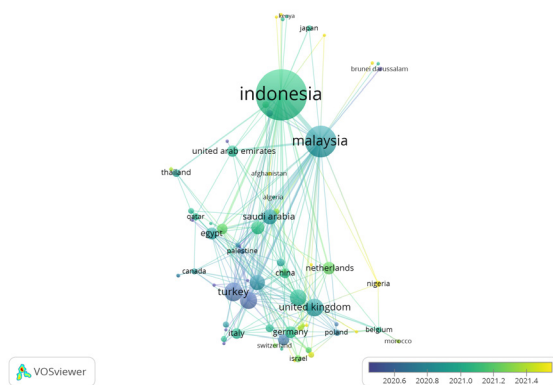 kenya
japan
brunei darussalam
indonesia
malaysia
united arab emirates
thailand
afghanistan
algeria
qatar
saudi arabia
egypt
palestine
canada
china
netherlands
turkey
nigeria
united kingdom
italy
germany
poland
belgium
switzerland
morocco
israel
VOSviewer
2020.6 2020.8 2021.0 2021.2 2021.4